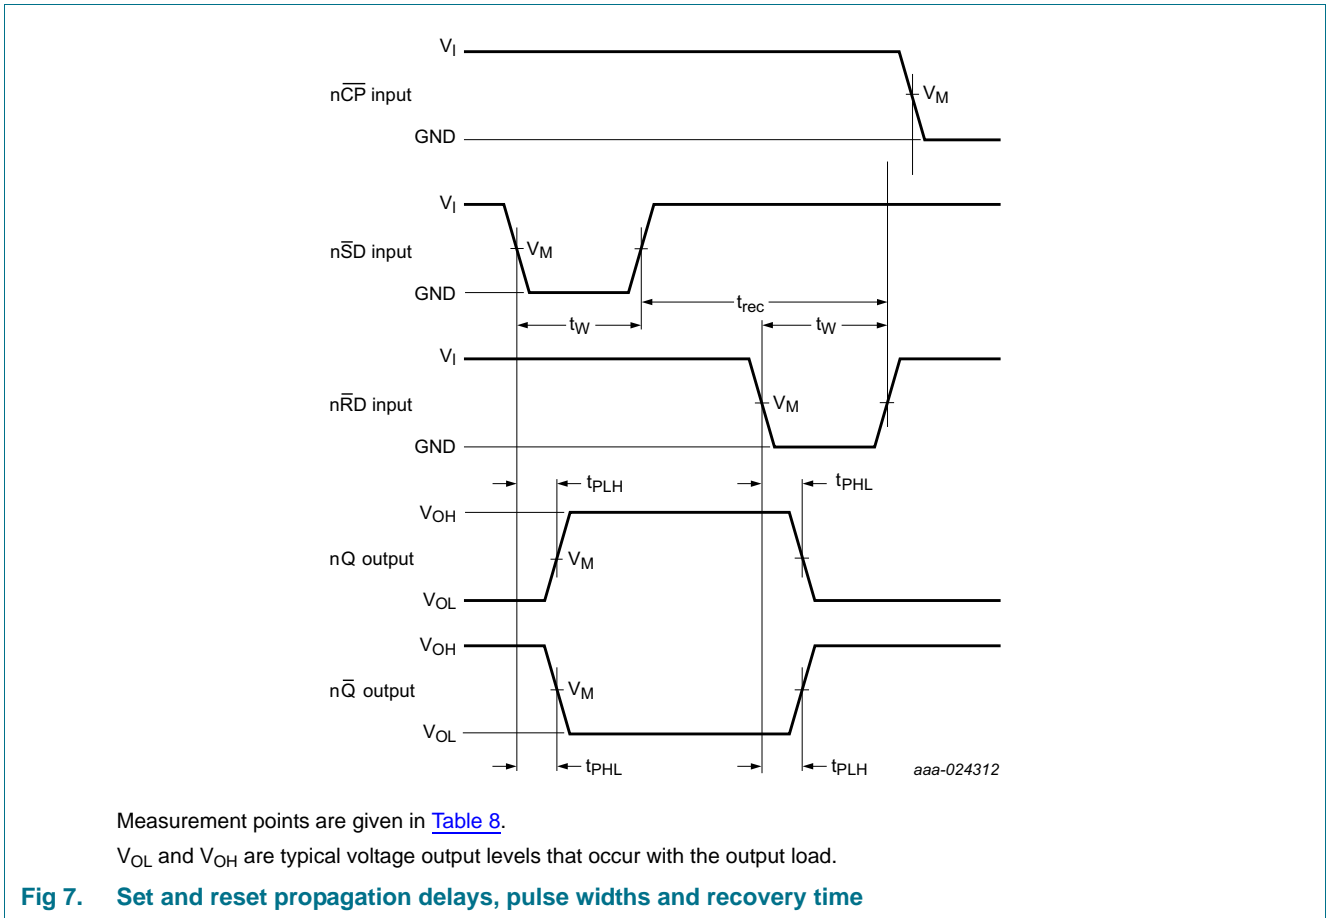 VI
nC̅P̅ input
VM
GND
VI
nS̅D input
VM
GND
trec
tW
tW
VI
nR̅D input
VM
GND
tPLH
tPHL
VOH
nQ output
VM
VOL
VOH
nQ̅ output
VM
VOL
tPHL
tPLH
aaa-024312
Measurement points are given in Table 8.
VOL and VOH are typical voltage output levels that occur with the output load.
Fig 7. Set and reset propagation delays, pulse widths and recovery time